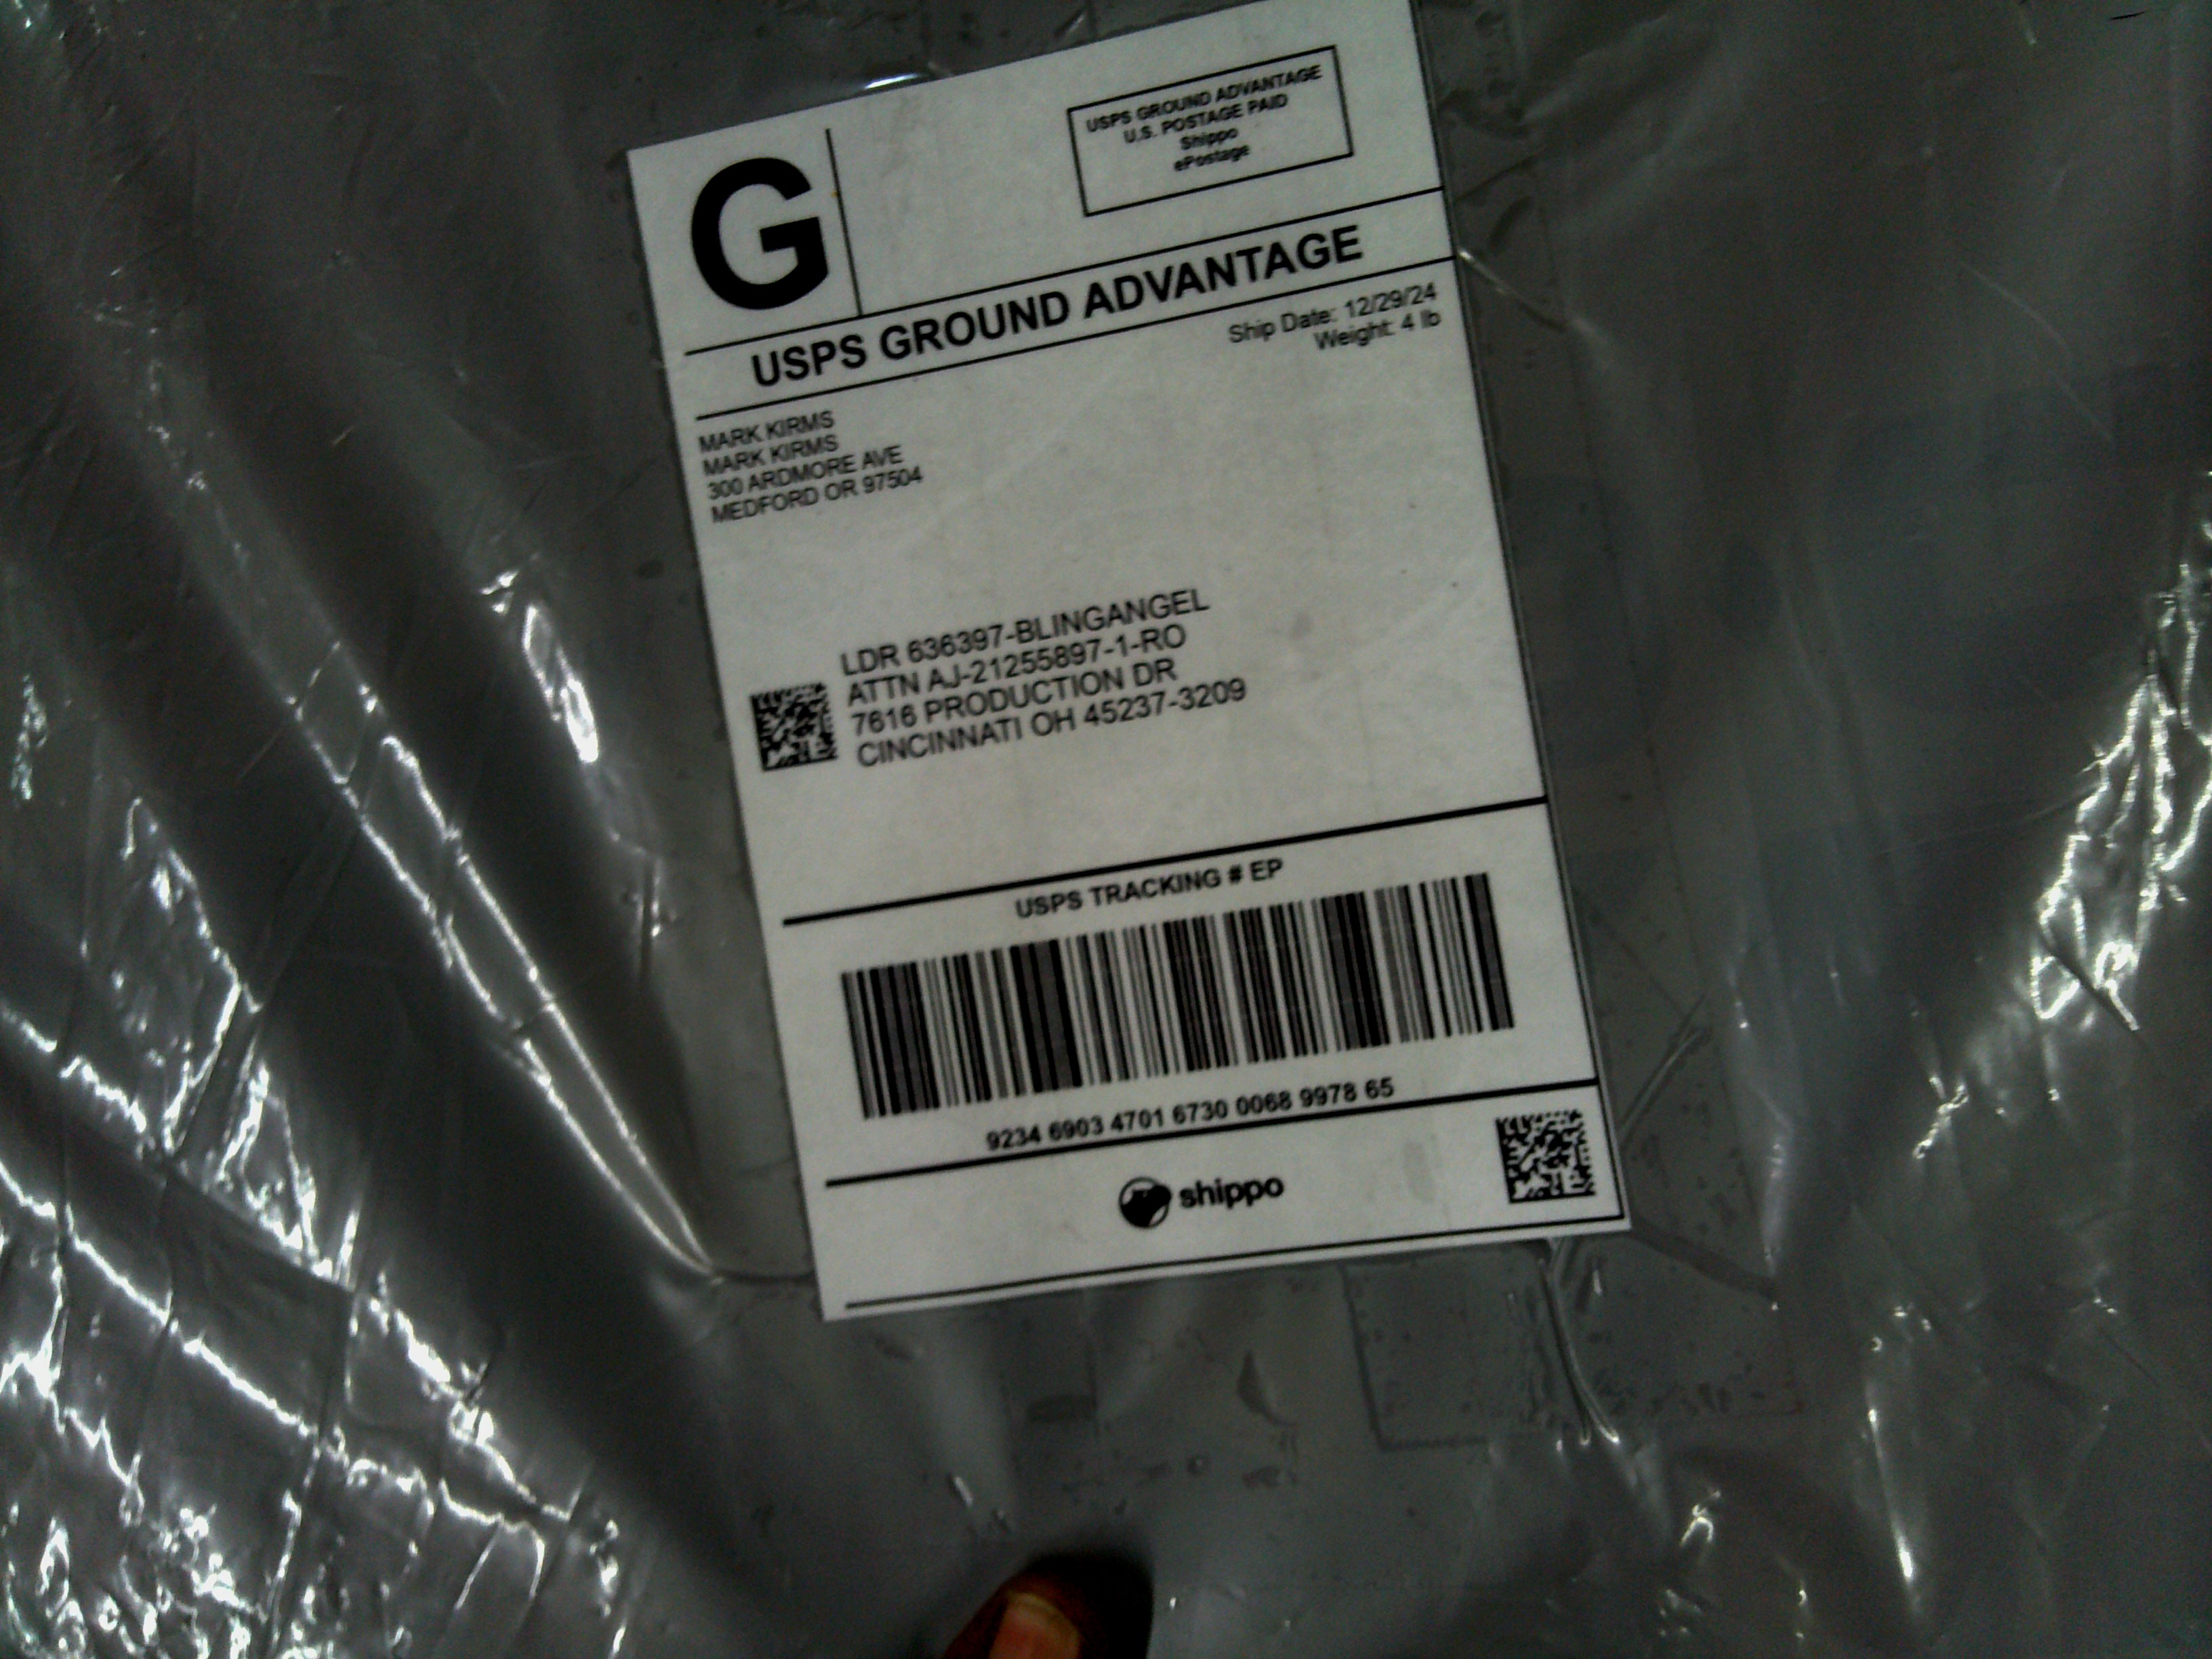 G
USPS GROUND ADVANTAGE
U.S. POSTAGE PAID
Shippo
ePostage
USPS GROUND ADVANTAGE
Ship Date: 12/29/24
Weight: 4 lb
MARK KIRMS
MARK KIRMS
300 ARDMORE AVE
MEDFORD OR 97504
LDR 636397-BLINGANGEL
ATTN AJ-21255897-1-RO
7616 PRODUCTION DR
CINCINNATI OH 45237-3209
USPS TRACKING # EP
9234 6903 4701 6730 0068 9978 65
shippo